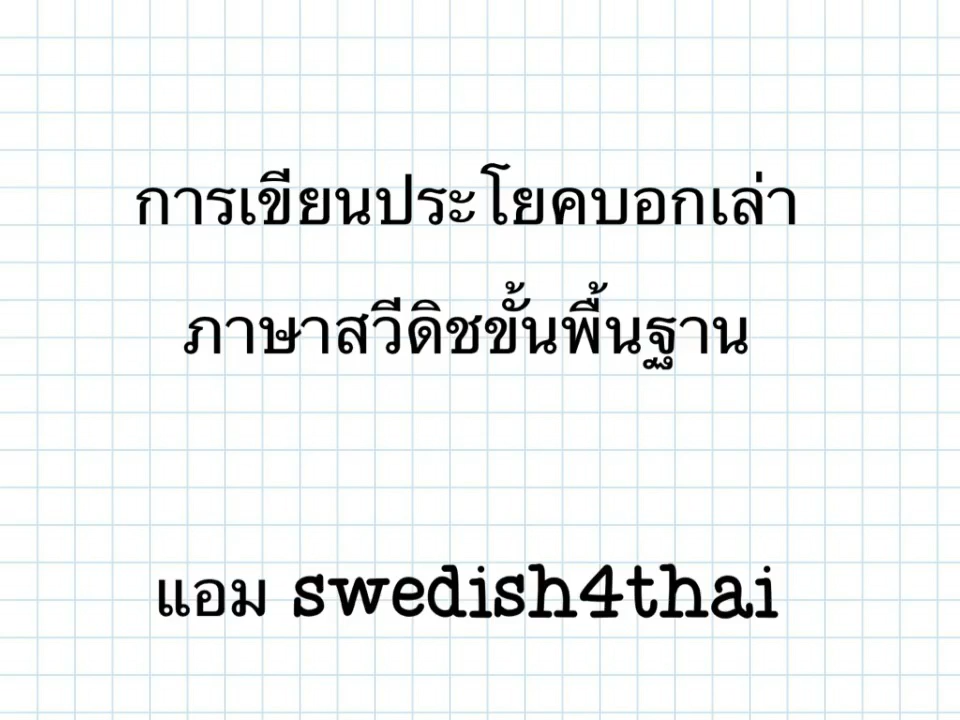 การเขียนประโยคบอกเล่า
ภาษาสวีดิชขั้นพื้นฐาน
แอม swedish4thai